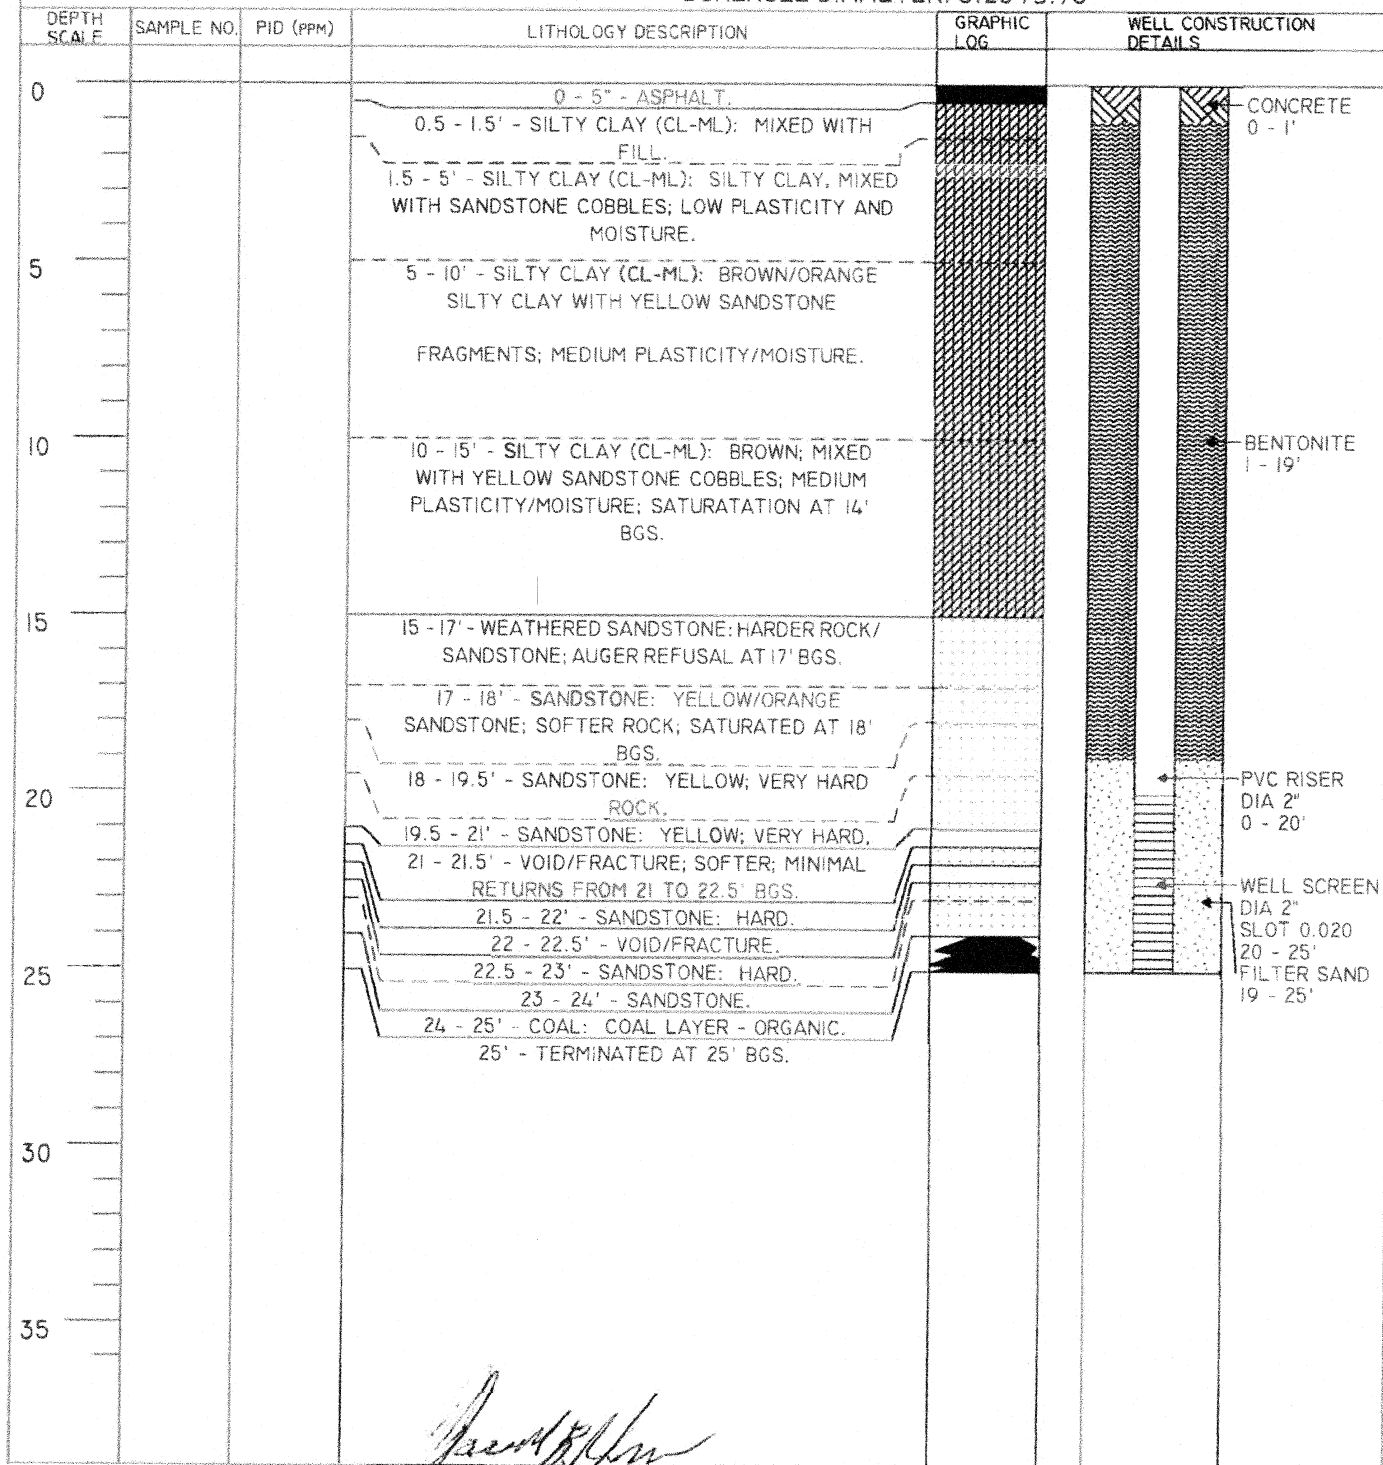 DEPTH SCALE
SAMPLE NO.
PID (PPM)
LITHOLOGY DESCRIPTION
GRAPHIC LOG
WELL CONSTRUCTION DETAILS
0
0 - 5" - ASPHALT.
0.5 - 1.5' - SILTY CLAY (CL-ML): MIXED WITH
FILL.
1.5 - 5' - SILTY CLAY (CL-ML): SILTY CLAY, MIXED
WITH SANDSTONE COBBLES; LOW PLASTICITY AND
MOISTURE.
5
5 - 10' - SILTY CLAY (CL-ML): BROWN/ORANGE
SILTY CLAY WITH YELLOW SANDSTONE
FRAGMENTS; MEDIUM PLASTICITY/MOISTURE.
10
10 - 15' - SILTY CLAY (CL-ML): BROWN; MIXED
WITH YELLOW SANDSTONE COBBLES; MEDIUM
PLASTICITY/MOISTURE; SATURATATION AT 14'
BGS.
15
15 - 17' - WEATHERED SANDSTONE: HARDER ROCK/
SANDSTONE; AUGER REFUSAL AT 17' BGS.
17 - 18' - SANDSTONE: YELLOW/ORANGE
SANDSTONE; SOFTER ROCK; SATURATED AT 18'
BGS.
18 - 19.5' - SANDSTONE: YELLOW; VERY HARD
ROCK.
20
19.5 - 21' - SANDSTONE: YELLOW; VERY HARD.
21 - 21.5' - VOID/FRACTURE; SOFTER; MINIMAL
RETURNS FROM 21 TO 22.5' BGS.
21.5 - 22' - SANDSTONE: HARD.
22 - 22.5' - VOID/FRACTURE.
22.5 - 23' - SANDSTONE: HARD.
25
23 - 24' - SANDSTONE.
24 - 25' - COAL: COAL LAYER - ORGANIC.
25' - TERMINATED AT 25' BGS.
30
35
CONCRETE
0 - 1'
BENTONITE
1 - 19'
PVC RISER
DIA 2"
0 - 20'
WELL SCREEN
DIA 2"
SLOT 0.020
20 - 25'
FILTER SAND
19 - 25'